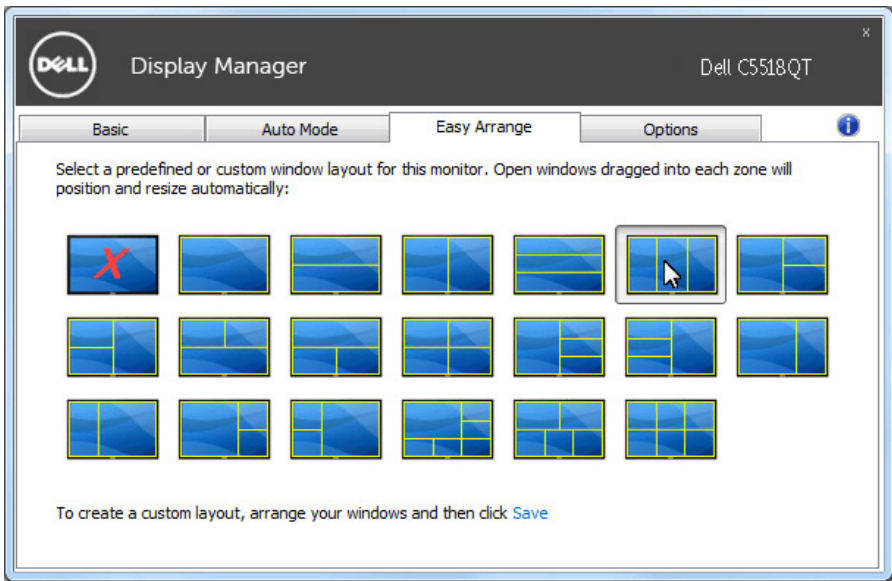 x
DELL
Display Manager
Dell C5518QT
Basic
Auto Mode
Easy Arrange
Options
i
Select a predefined or custom window layout for this monitor. Open windows dragged into each zone will
position and resize automatically:
X
To create a custom layout, arrange your windows and then click Save